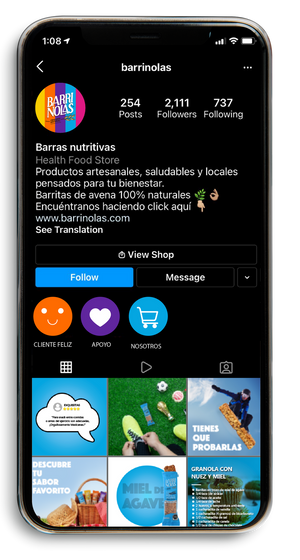 1:08
barrinolas
BARRI
NOLAS
254
2,111
737
Posts
Followers
Following
Barras nutritivas
Health Food Store
Productos artesanales, saludables y locales
pensados para tu bienestar.
Barritas de avena 100% naturales 🌿 👌🏼
Encuéntranos haciendo click aquí 👇🏼
www.barrinolas.com
See Translation
View Shop
Follow
Message
CLIENTE FELIZ
APOYO
NOSOTROS
TIENES
QUE
PROBARLAS
DESCUBRE
TU
SABOR
FAVORITO
MIEL DE
AGAVE
GRANOLA CON
NUEZ Y MIEL